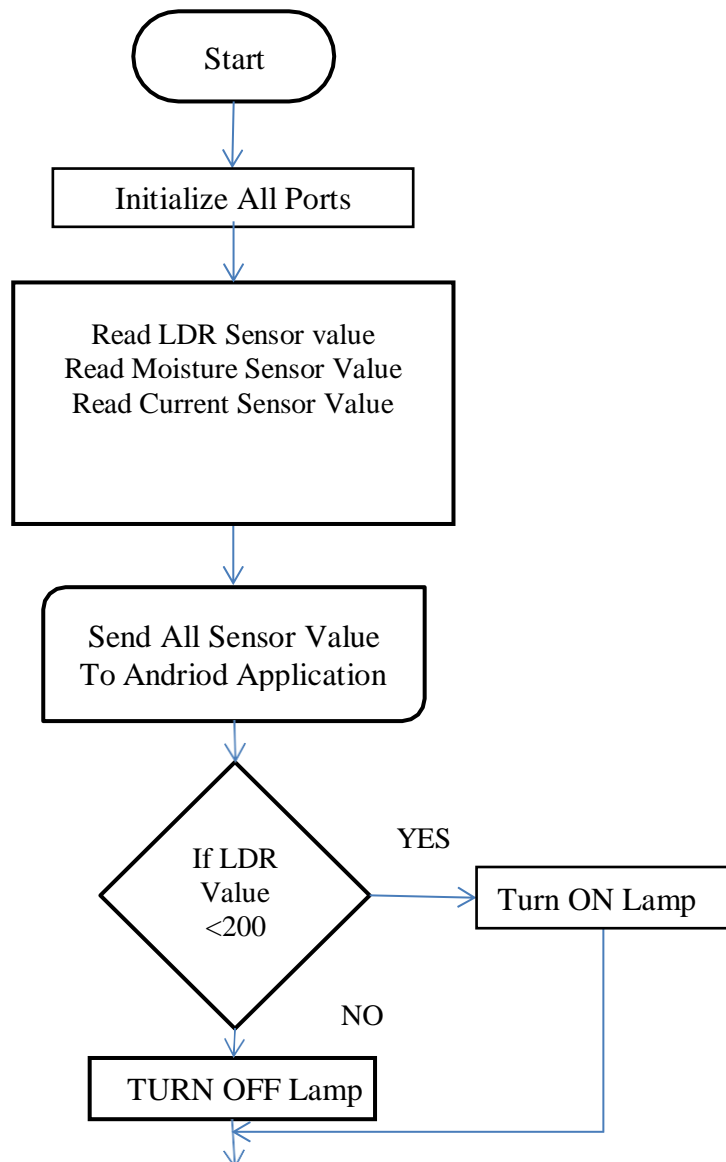 Start
Initialize All Ports
Read LDR Sensor value
Read Moisture Sensor Value
Read Current Sensor Value
Send All Sensor Value
To Andriod Application
If LDR
Value
<200
YES
Turn ON Lamp
NO
TURN OFF Lamp